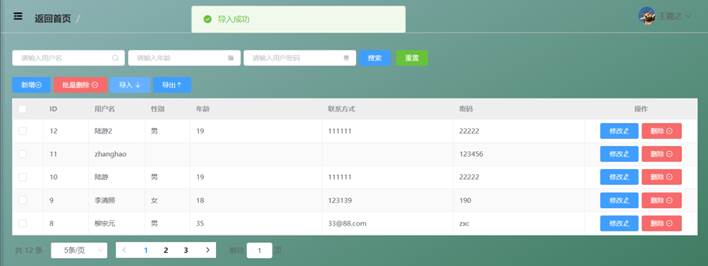 导入成功
返回首页 /
王羲之
请输入用户名 请输入年龄 请输入用户密码 搜索 重置
新增 批量删除 导入 导出
ID 用户名 性别 年龄 联系方式 密码 操作
12 陆游2 男 19 111111 22222 修改 删除
11 zhanghao 123456 修改 删除
10 陆游 男 19 111111 22222 修改 删除
9 李清照 女 18 123139 190 修改 删除
8 柳宗元 男 35 33@88.com zxc 修改 删除
共 12 条 5条/页 1 2 3 前往 1 页